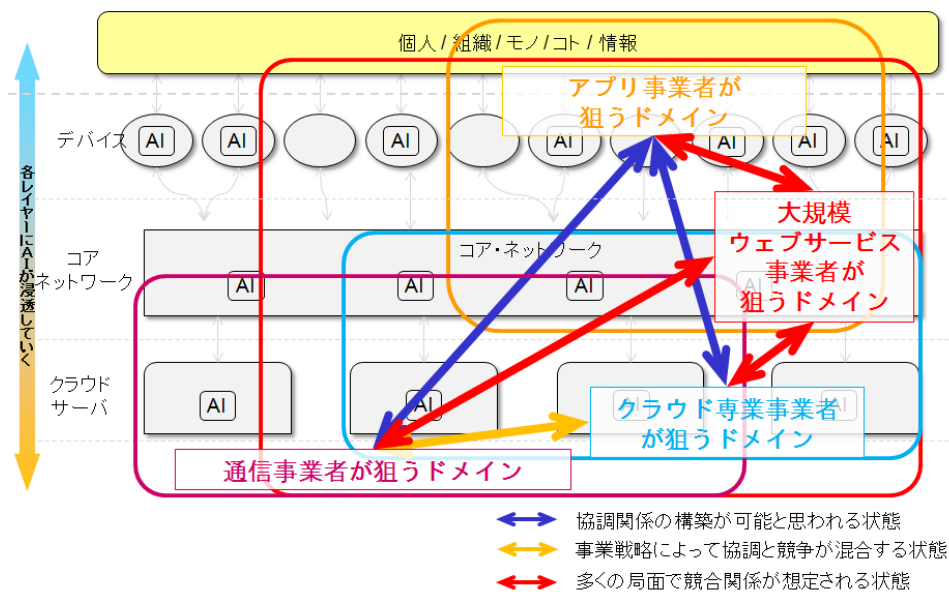 個人/組織/モノ/コト/情報
アプリ事業者が
狙うドメイン
デバイス
AI
AI
AI
AI
AI
AI
AI
各レイヤーにAIが浸透していく
大規模
ウェブサービス
事業者が
狙うドメイン
コア
ネットワーク
コア・ネットワーク
AI
AI
AI
AI
クラウド
サーバ
AI
AI
AI
AI
クラウド専業事業者
が狙うドメイン
通信事業者が狙うドメイン
協調関係の構築が可能と思われる状態
事業戦略によって協調と競争が混合する状態
多くの局面で競合関係が想定される状態